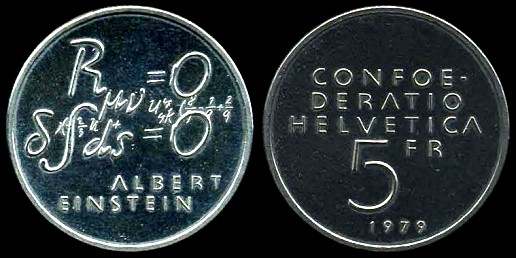 Rμν = 0
δ∫ds = 0
ALBERT
EINSTEIN
CONFOE-
DERATIO
HELVETICA
5 FR
1979